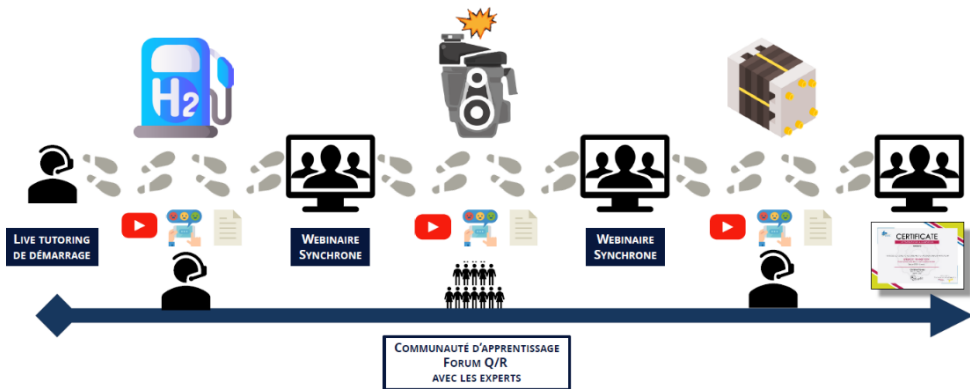 H2
LIVE TUTORING
DE DÉMARRAGE
WEBINAIRE
SYNCHRONE
WEBINAIRE
SYNCHRONE
CERTIFICATE
COMMUNAUTÉ D'APPRENTISSAGE
FORUM Q/R
AVEC LES EXPERTS